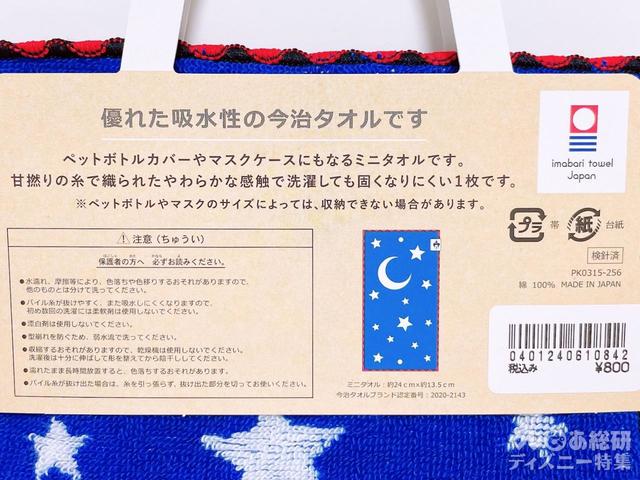 優れた吸水性の今治タオルです
ペットボトルカバーやマスクケースにもなるミニタオルです。
甘撚りの糸で織られたやわらかな感触で洗濯しても固くなりにくい1枚です。
※ペットボトルやマスクのサイズによっては、収納できない場合があります。
imabari towel
Japan
プラ 帯 紙 台紙
検針済
PK0315-256
綿 100% MADE IN JAPAN
注意（ちゅうい）
保護者の方へ 必ずお読みください。
●水濡れ、摩擦等により、色落ちや色移りするおそれがありますので、
他のものとは分けて洗ってください。
●パイル糸が抜けやすく、また吸水しにくくなりますので、
初め数回の洗濯には柔軟剤は使用しないでください。
●漂白剤は使用しないでください。
●型崩れを防ぐため、弱水流で洗ってください。
●収縮するおそれがありますので、乾燥機は使用しないでください。
洗濯後は十分に伸ばして形を整えてから陰干ししてください。
●濡れたまま長時間放置すると、色落ちするおそれがあります。
●パイル糸が出た場合は、糸を引っ張らず、抜け出た部分を切ってお使いください。
ミニタオル：約24cm×約13.5cm
今治タオルブランド認定番号：2020-2143
0401240610842
税込み ¥800
ウレぴあ総研
ディズニー特集